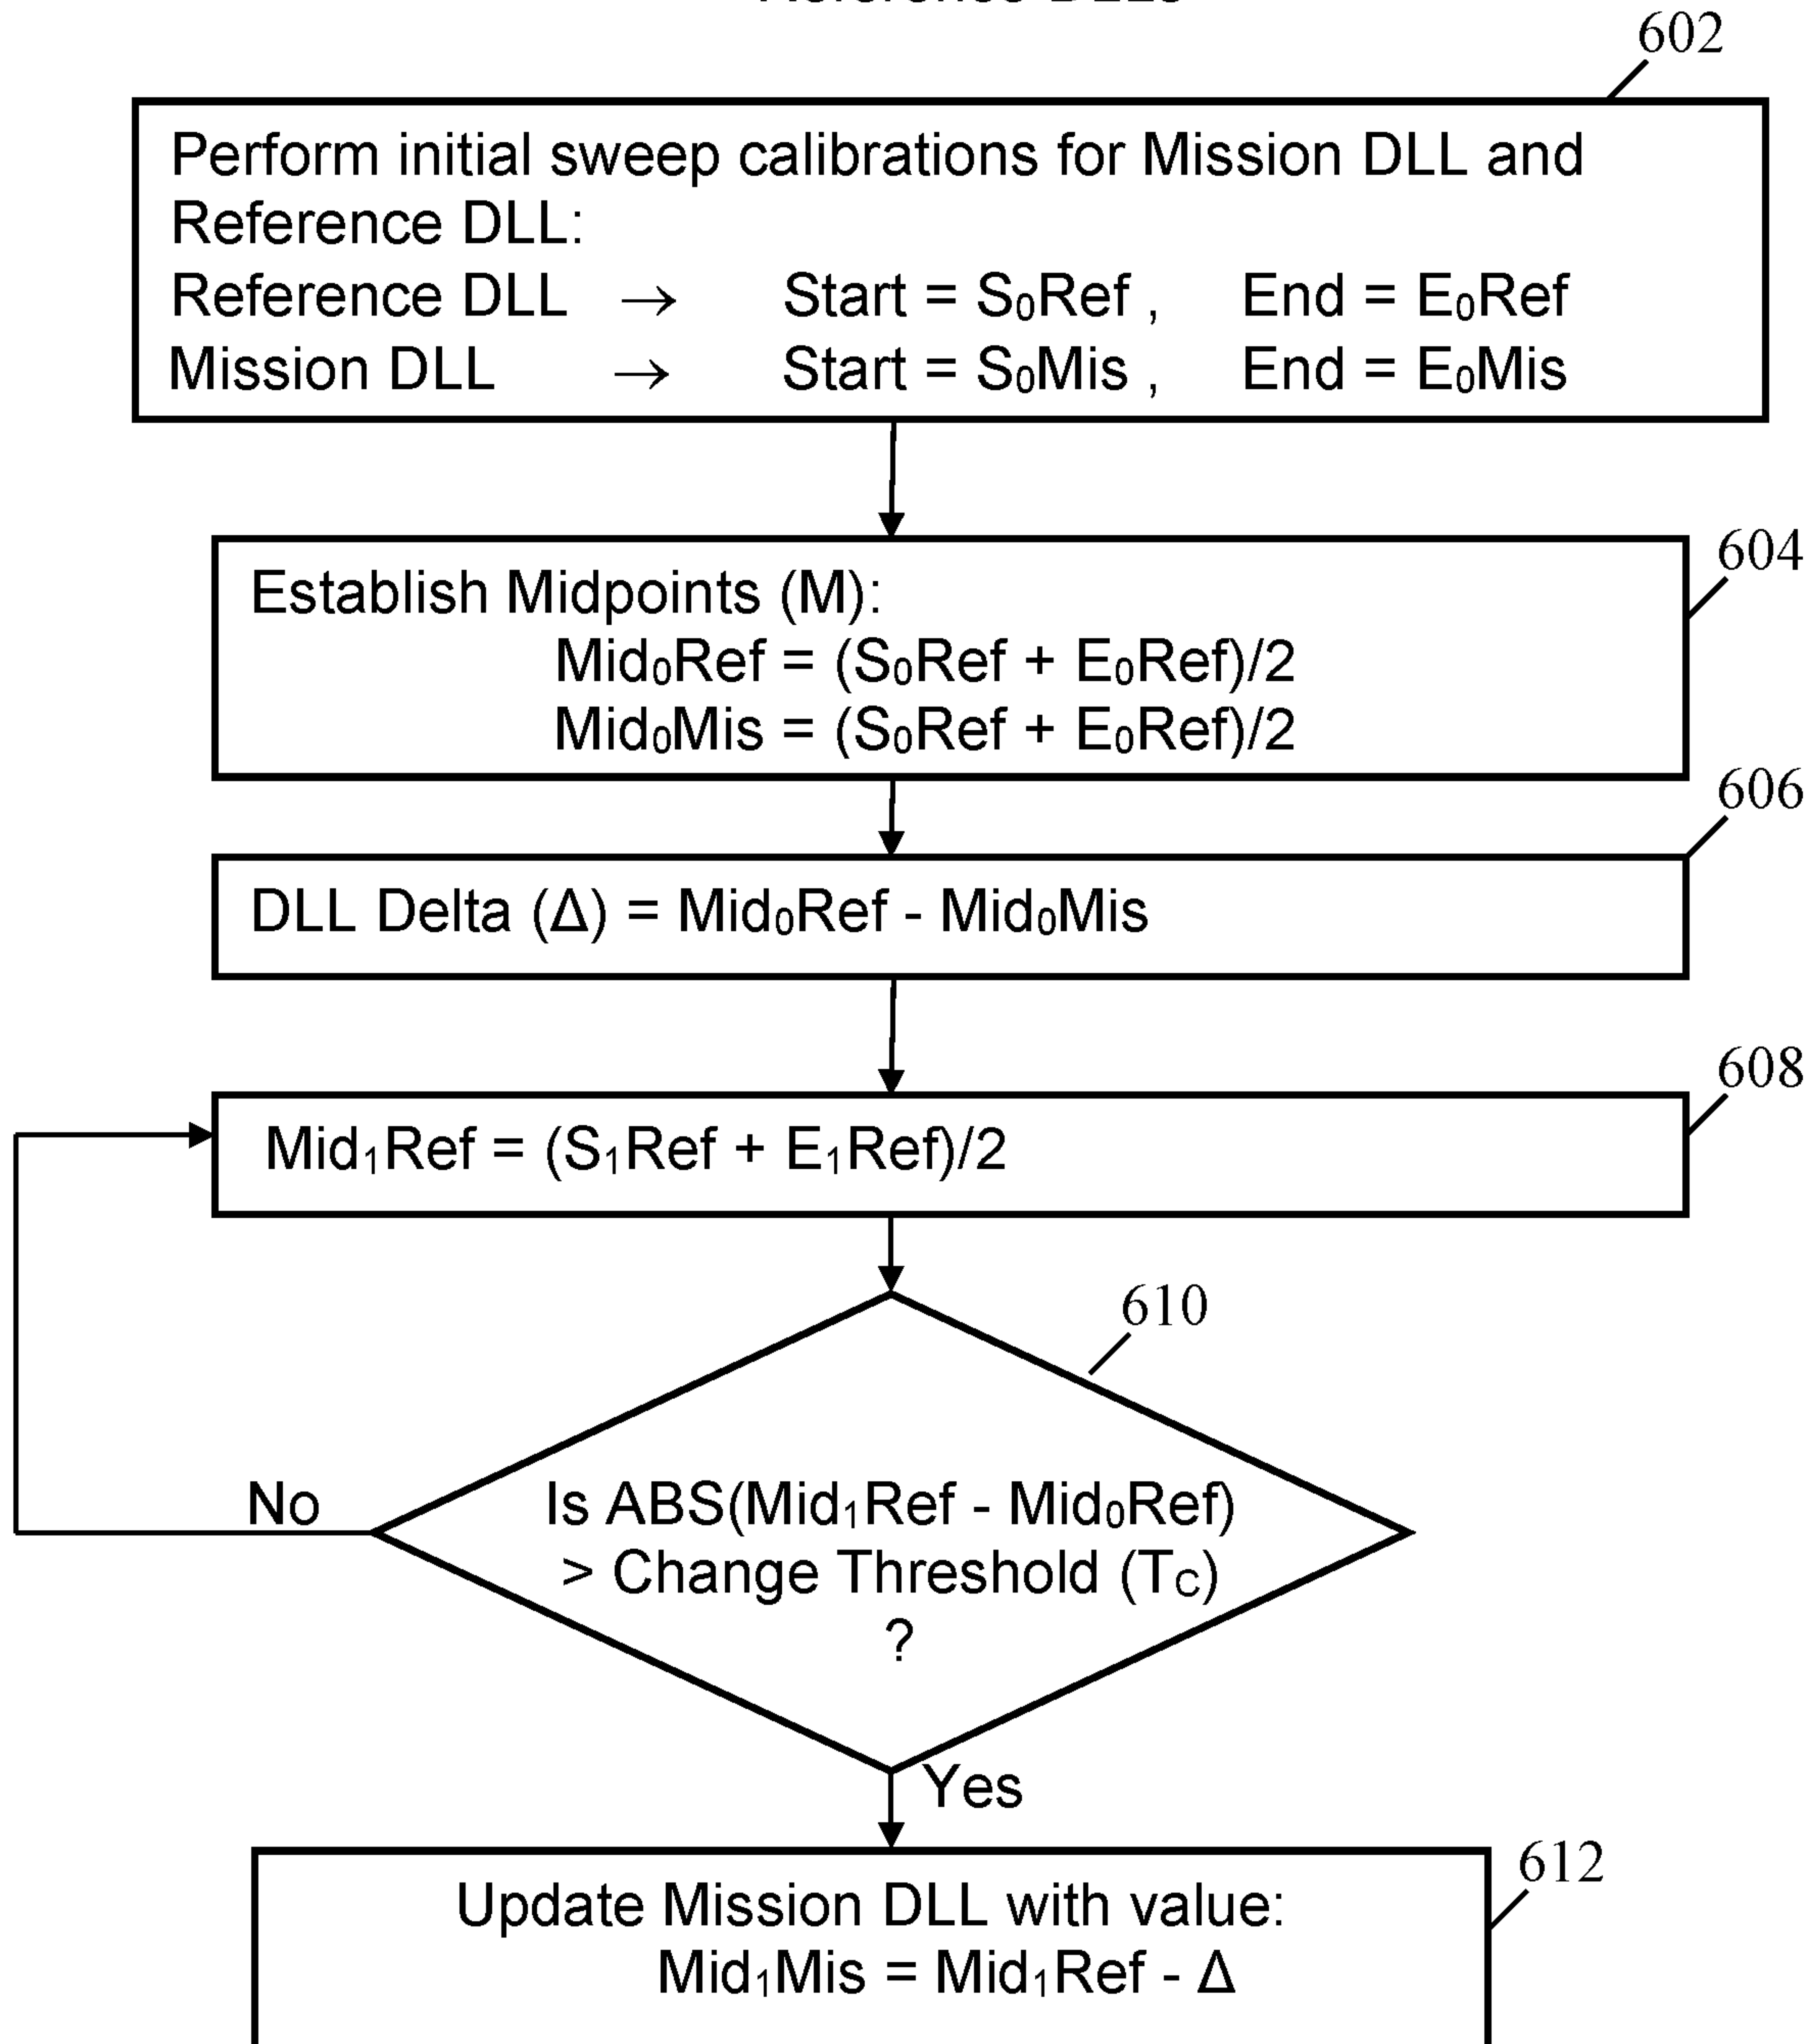 602
Perform initial sweep calibrations for Mission DLL and
Reference DLL:
Reference DLL → Start = S₀Ref , End = E₀Ref
Mission DLL → Start = S₀Mis , End = E₀Mis
604
Establish Midpoints (M):
Mid₀Ref = (S₀Ref + E₀Ref)/2
Mid₀Mis = (S₀Ref + E₀Ref)/2
606
DLL Delta (Δ) = Mid₀Ref - Mid₀Mis
608
Mid₁Ref = (S₁Ref + E₁Ref)/2
610
Is ABS(Mid₁Ref - Mid₀Ref)
> Change Threshold (TC)
?
No
Yes
612
Update Mission DLL with value:
Mid₁Mis = Mid₁Ref - Δ